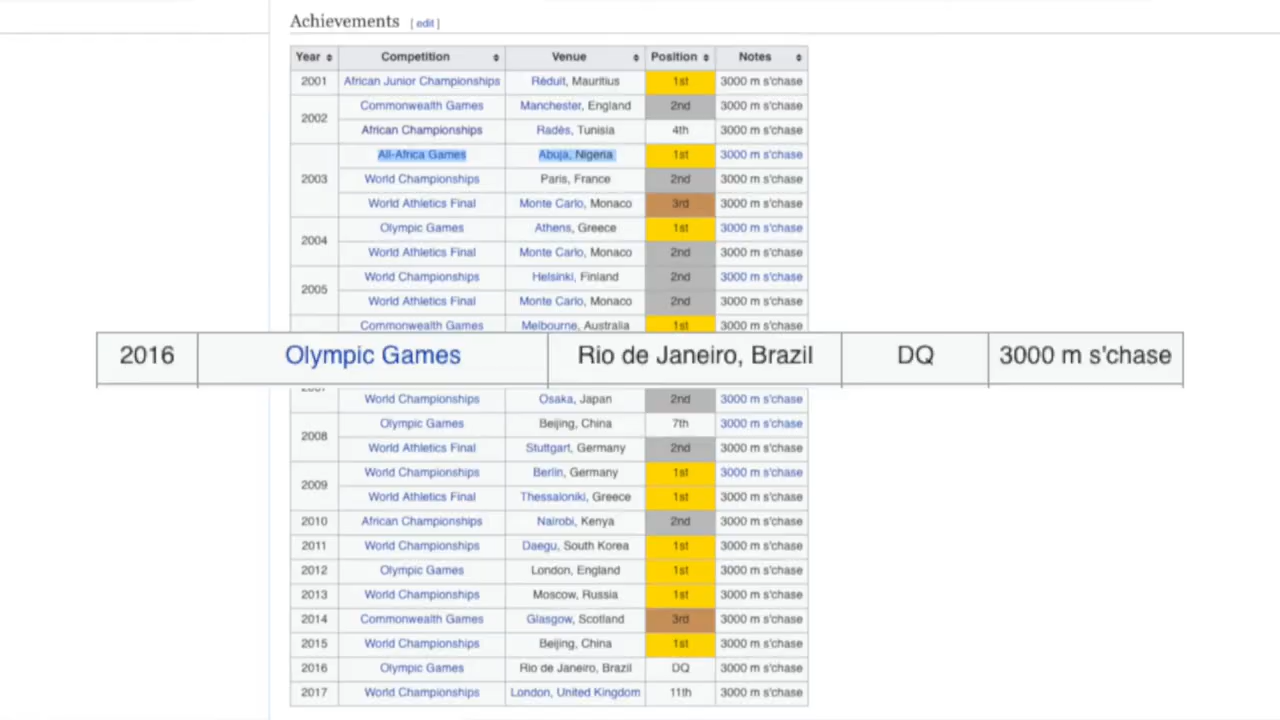 Achievements [ edit ]
Year Competition Venue Position Notes
2001 African Junior Championships Réduit, Mauritius 1st 3000 m s'chase
2002 Commonwealth Games Manchester, England 2nd 3000 m s'chase
African Championships Radès, Tunisia 4th 3000 m s'chase
2003 All-Africa Games Abuja, Nigeria 1st 3000 m s'chase
World Championships Paris, France 2nd 3000 m s'chase
World Athletics Final Monte Carlo, Monaco 3rd 3000 m s'chase
2004 Olympic Games Athens, Greece 1st 3000 m s'chase
World Athletics Final Monte Carlo, Monaco 2nd 3000 m s'chase
2005 World Championships Helsinki, Finland 2nd 3000 m s'chase
World Athletics Final Monte Carlo, Monaco 2nd 3000 m s'chase
Commonwealth Games Melbourne, Australia 1st 3000 m s'chase
2016 Olympic Games Rio de Janeiro, Brazil DQ 3000 m s'chase
World Championships Osaka, Japan 2nd 3000 m s'chase
2008 Olympic Games Beijing, China 7th 3000 m s'chase
World Athletics Final Stuttgart, Germany 2nd 3000 m s'chase
2009 World Championships Berlin, Germany 1st 3000 m s'chase
World Athletics Final Thessaloniki, Greece 1st 3000 m s'chase
2010 African Championships Nairobi, Kenya 2nd 3000 m s'chase
2011 World Championships Daegu, South Korea 1st 3000 m s'chase
2012 Olympic Games London, England 1st 3000 m s'chase
2013 World Championships Moscow, Russia 1st 3000 m s'chase
2014 Commonwealth Games Glasgow, Scotland 3rd 3000 m s'chase
2015 World Championships Beijing, China 1st 3000 m s'chase
2016 Olympic Games Rio de Janeiro, Brazil DQ 3000 m s'chase
2017 World Championships London, United Kingdom 11th 3000 m s'chase